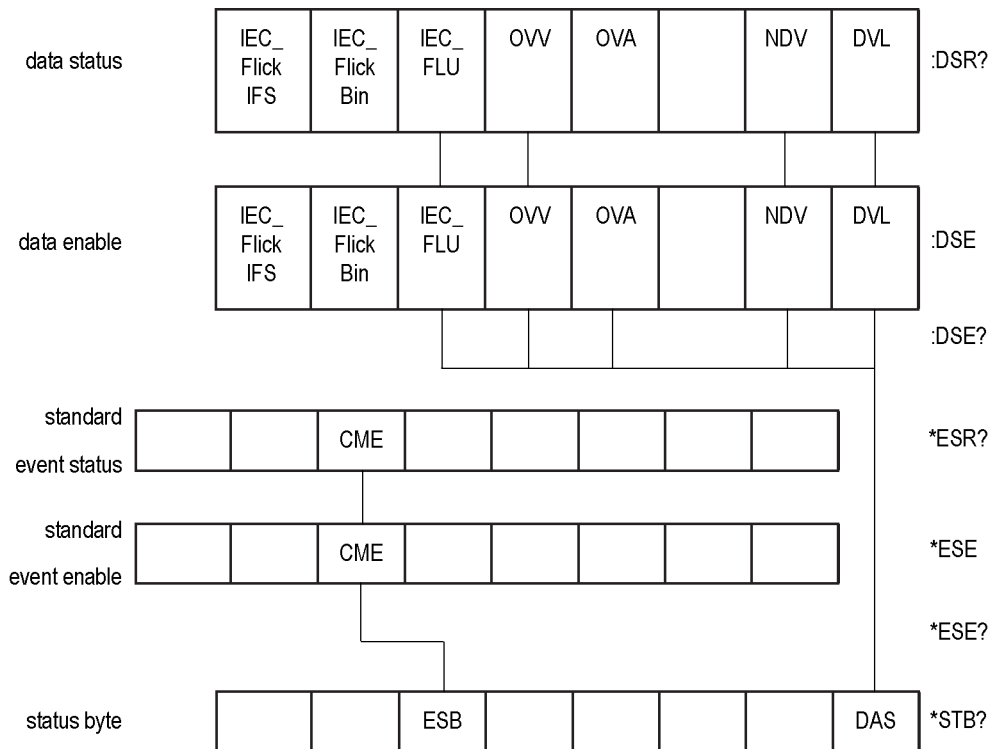 data status
IEC_
Flick
IFS
IEC_
Flick
Bin
IEC_
FLU
OVV
OVA
NDV
DVL
:DSR?
data enable
IEC_
Flick
IFS
IEC_
Flick
Bin
IEC_
FLU
OVV
OVA
NDV
DVL
:DSE
:DSE?
standard
event status
CME
*ESR?
standard
event enable
CME
*ESE
*ESE?
status byte
ESB
DAS
*STB?